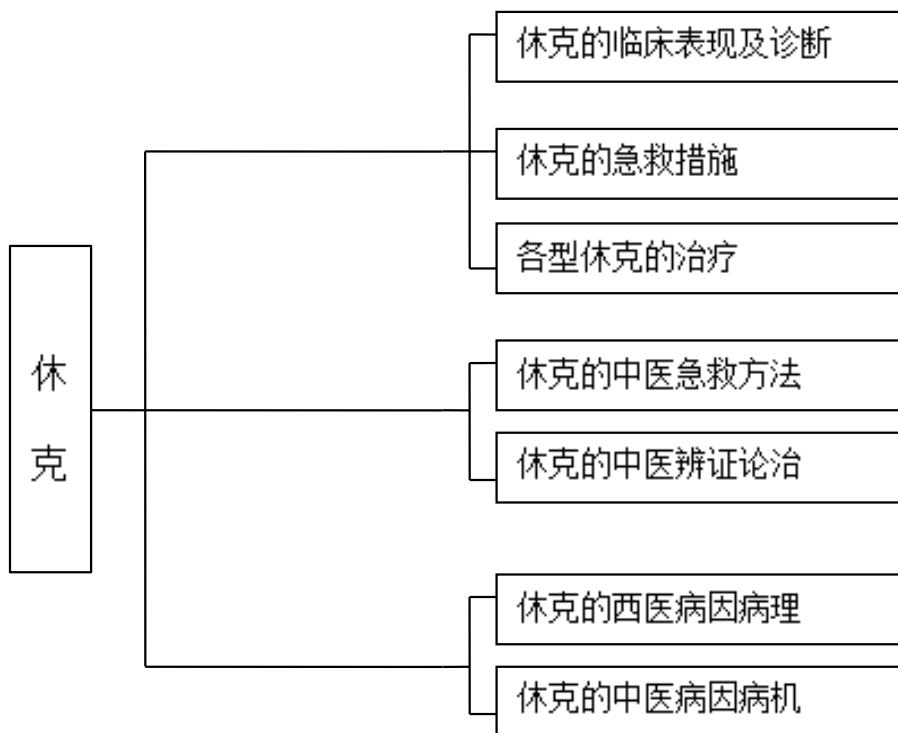 休克的临床表现及诊断
休克的急救措施
各型休克的治疗
休
克
休克的中医急救方法
休克的中医辨证论治
休克的西医病因病理
休克的中医病因病机